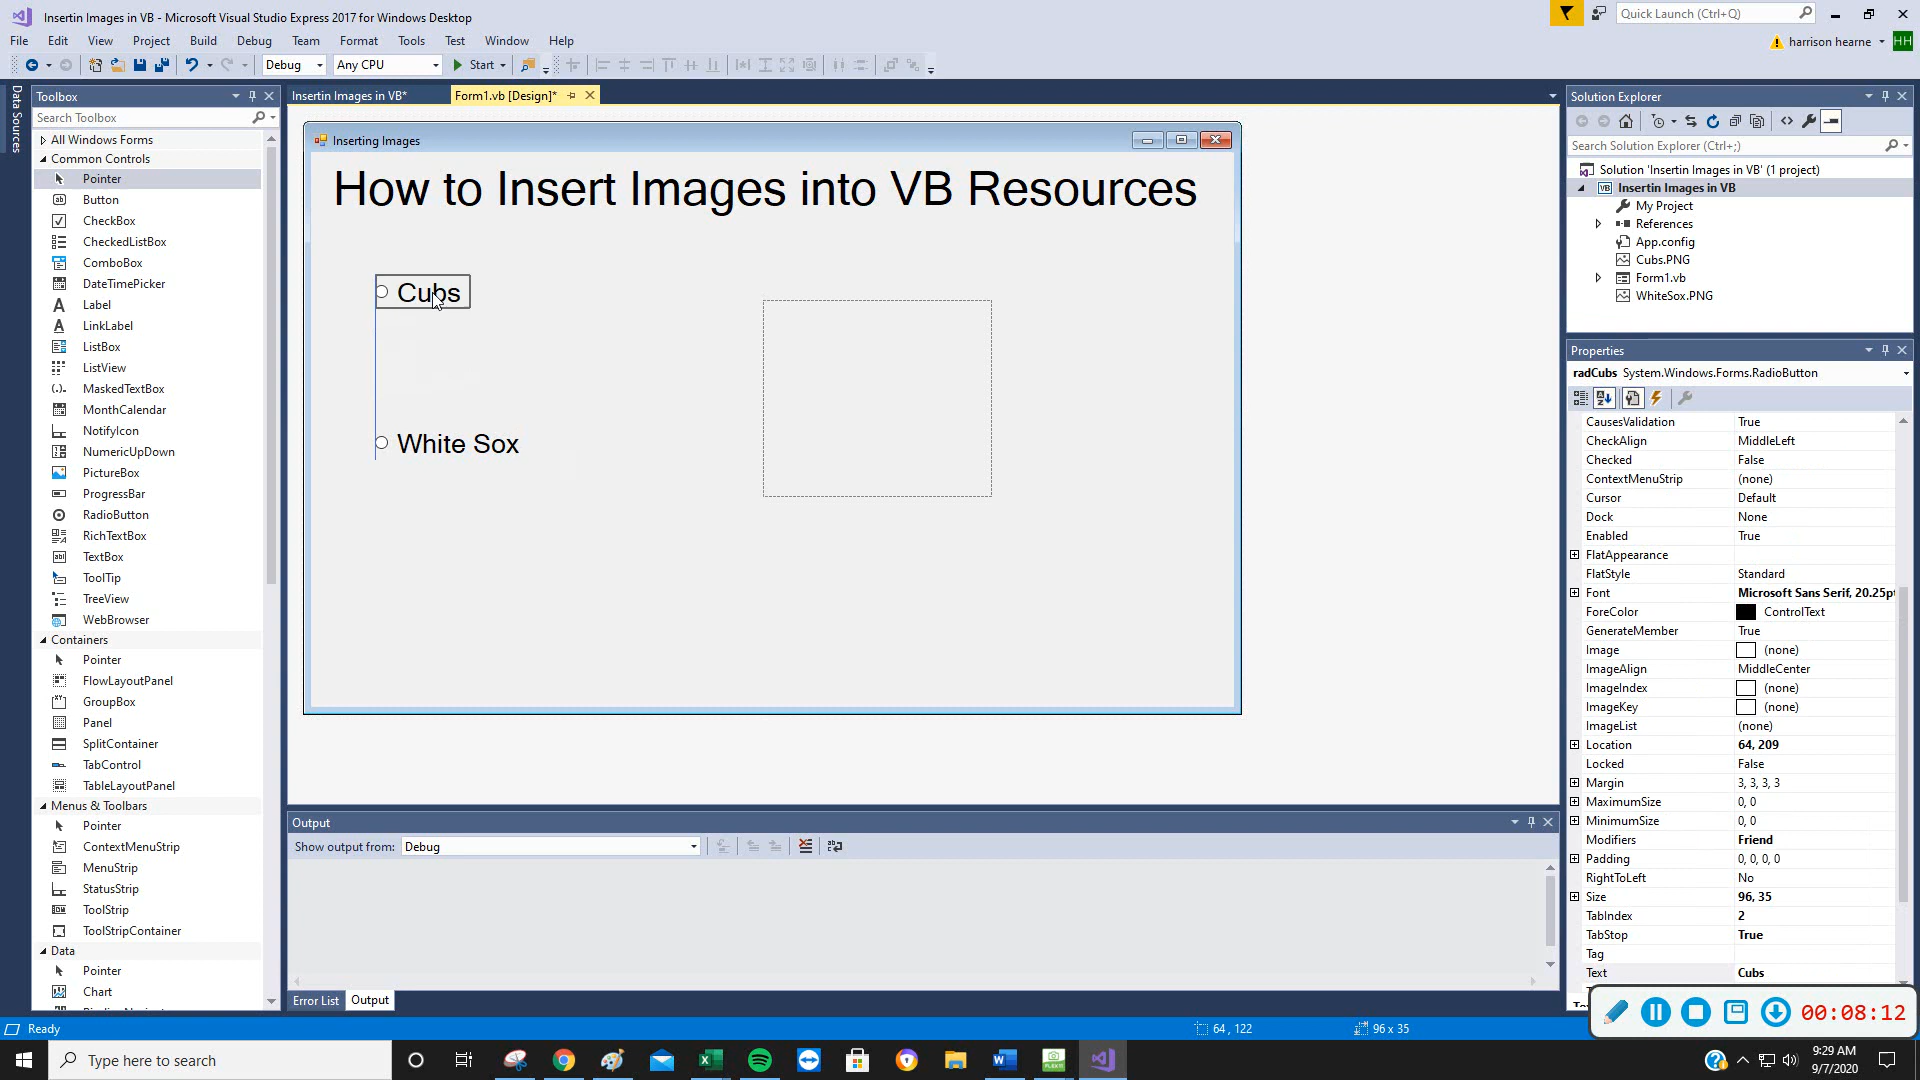 Insertin Images in VB - Microsoft Visual Studio Express 2017 for Windows Desktop
Quick Launch (Ctrl+Q)
File Edit View Project Build Debug Team Format Tools Test Window Help
harrison hearne HH
Debug Any CPU Start
Data Sources
Toolbox
Search Toolbox
All Windows Forms
Common Controls
Pointer
Button
CheckBox
CheckedListBox
ComboBox
DateTimePicker
Label
LinkLabel
ListBox
ListView
MaskedTextBox
MonthCalendar
NotifyIcon
NumericUpDown
PictureBox
ProgressBar
RadioButton
RichTextBox
TextBox
ToolTip
TreeView
WebBrowser
Containers
Pointer
FlowLayoutPanel
GroupBox
Panel
SplitContainer
TabControl
TableLayoutPanel
Menus & Toolbars
Pointer
ContextMenuStrip
MenuStrip
StatusStrip
ToolStrip
ToolStripContainer
Data
Pointer
Chart
Insertin Images in VB* Form1.vb [Design]*
Inserting Images
How to Insert Images into VB Resources
Cubs
White Sox
Output
Show output from: Debug
Error List Output
Solution Explorer
Search Solution Explorer (Ctrl+;)
Solution 'Insertin Images in VB' (1 project)
Insertin Images in VB
My Project
References
App.config
Cubs.PNG
Form1.vb
WhiteSox.PNG
Properties
radCubs System.Windows.Forms.RadioButton
CausesValidation True
CheckAlign MiddleLeft
Checked False
ContextMenuStrip (none)
Cursor Default
Dock None
Enabled True
FlatAppearance
FlatStyle Standard
Font Microsoft Sans Serif, 20.25pt
ForeColor ControlText
GenerateMember True
Image (none)
ImageAlign MiddleCenter
ImageIndex (none)
ImageKey (none)
ImageList (none)
Location 64, 209
Locked False
Margin 3, 3, 3, 3
MaximumSize 0, 0
MinimumSize 0, 0
Modifiers Friend
Padding 0, 0, 0, 0
RightToLeft No
Size 96, 35
TabIndex 2
TabStop True
Tag
Text Cubs
00:08:12
Ready 64 , 122 96 x 35
Type here to search
9:29 AM
9/7/2020